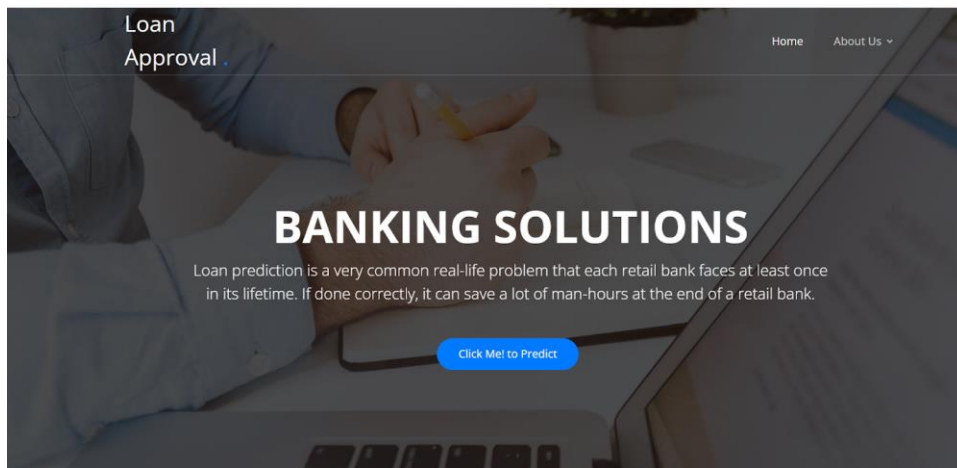 Loan
Approval .
Home
About Us
BANKING SOLUTIONS
Loan prediction is a very common real-life problem that each retail bank faces at least once
in its lifetime. If done correctly, it can save a lot of man-hours at the end of a retail bank.
Click Me! to Predict